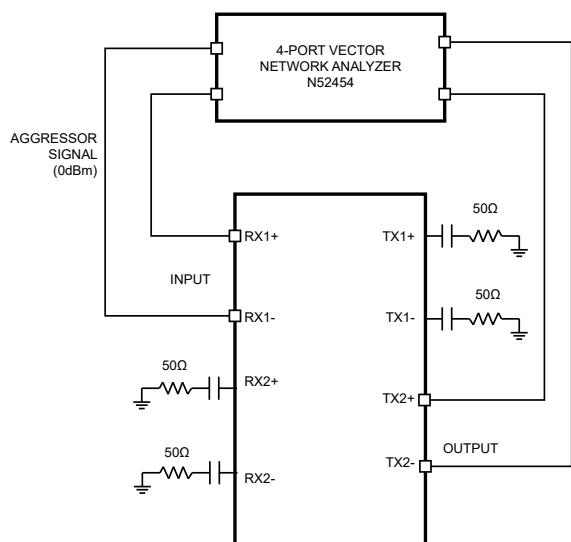 4-PORT VECTOR
NETWORK ANALYZER
N52454
AGGRESSOR
SIGNAL
(0dBm)
50Ω
RX1+
TX1+
INPUT
50Ω
RX1-
TX1-
50Ω
RX2+
TX2+
50Ω
OUTPUT
TX2-
RX2-